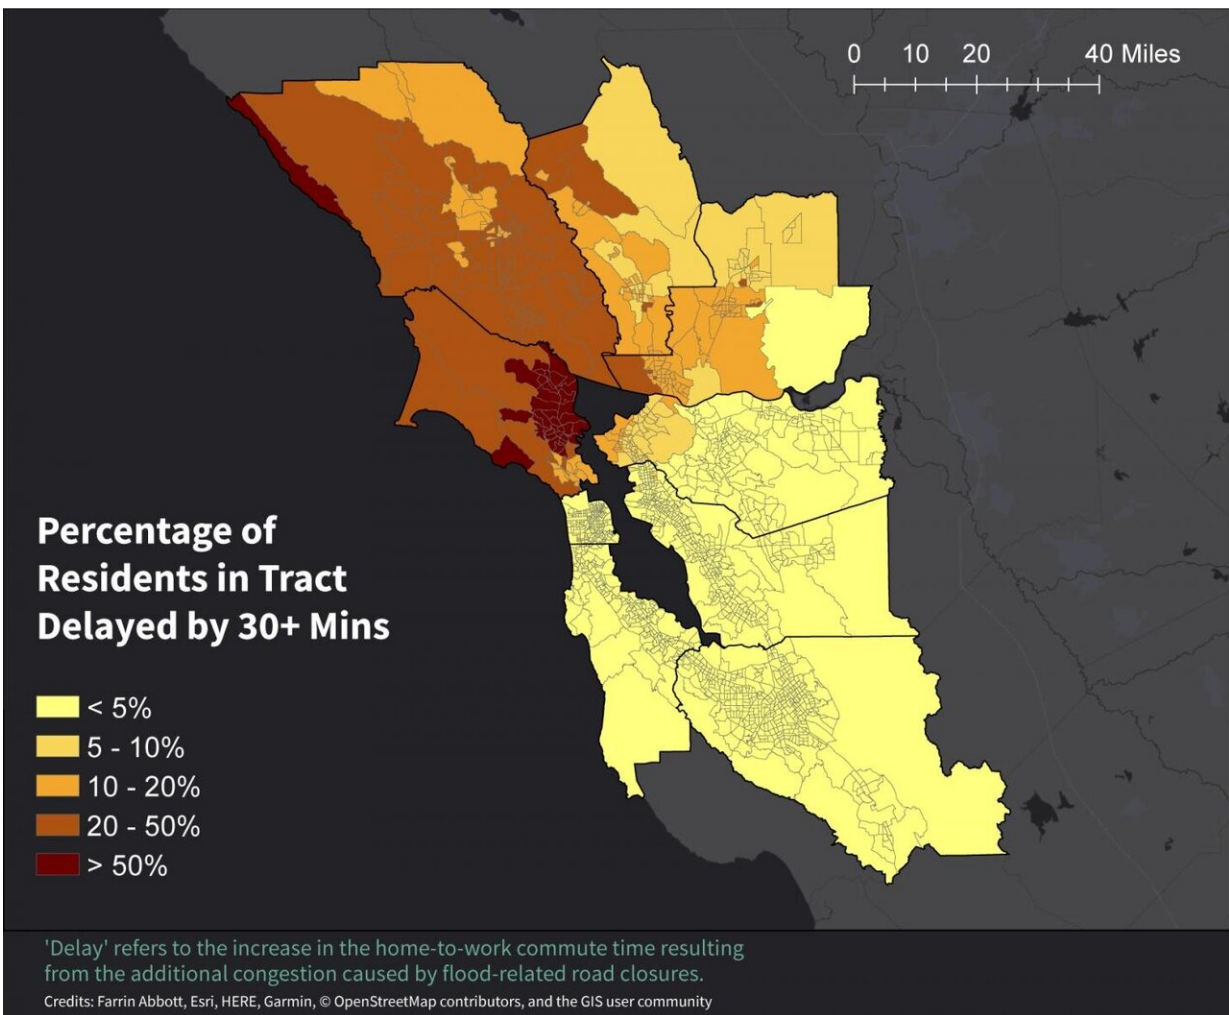 0 10 20 40 Miles
Percentage of
Residents in Tract
Delayed by 30+ Mins
< 5%
5 - 10%
10 - 20%
20 - 50%
> 50%
'Delay' refers to the increase in the home-to-work commute time resulting
from the additional congestion caused by flood-related road closures.
Credits: Farrin Abbott, Esri, HERE, Garmin, © OpenStreetMap contributors, and the GIS user community